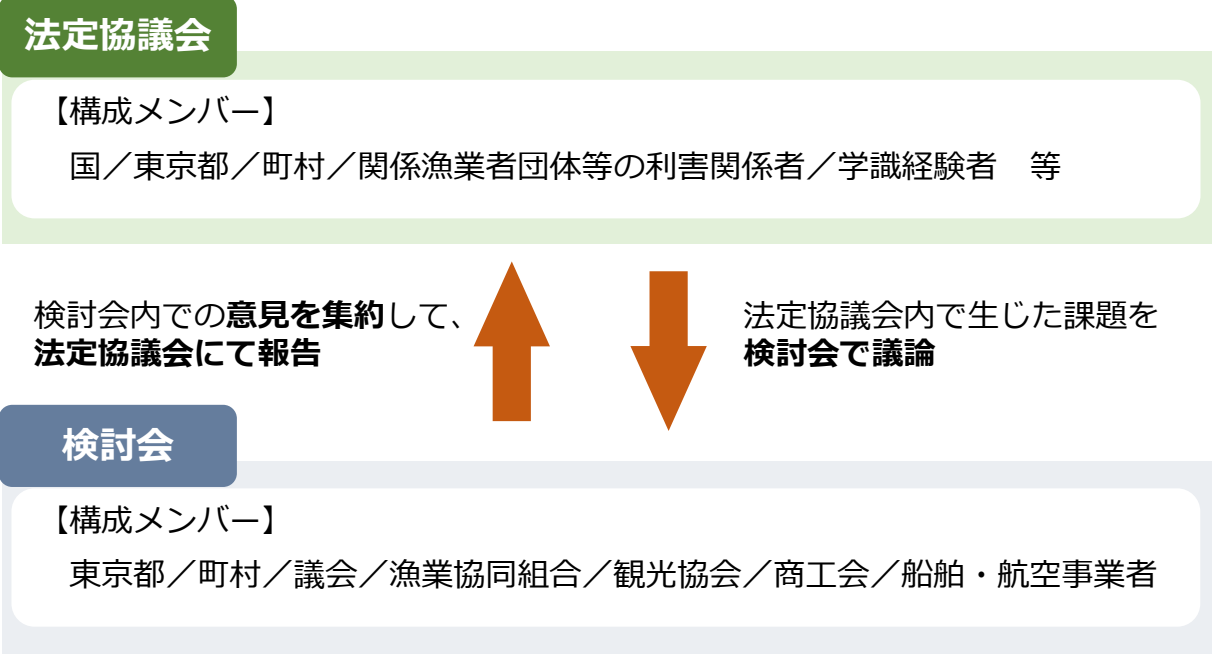 法定協議会
【構成メンバー】
国／東京都／町村／関係漁業者団体等の利害関係者／学識経験者　等
検討会内での意見を集約して、
法定協議会にて報告
法定協議会内で生じた課題を
検討会で議論
検討会
【構成メンバー】
東京都／町村／議会／漁業協同組合／観光協会／商工会／船舶・航空事業者